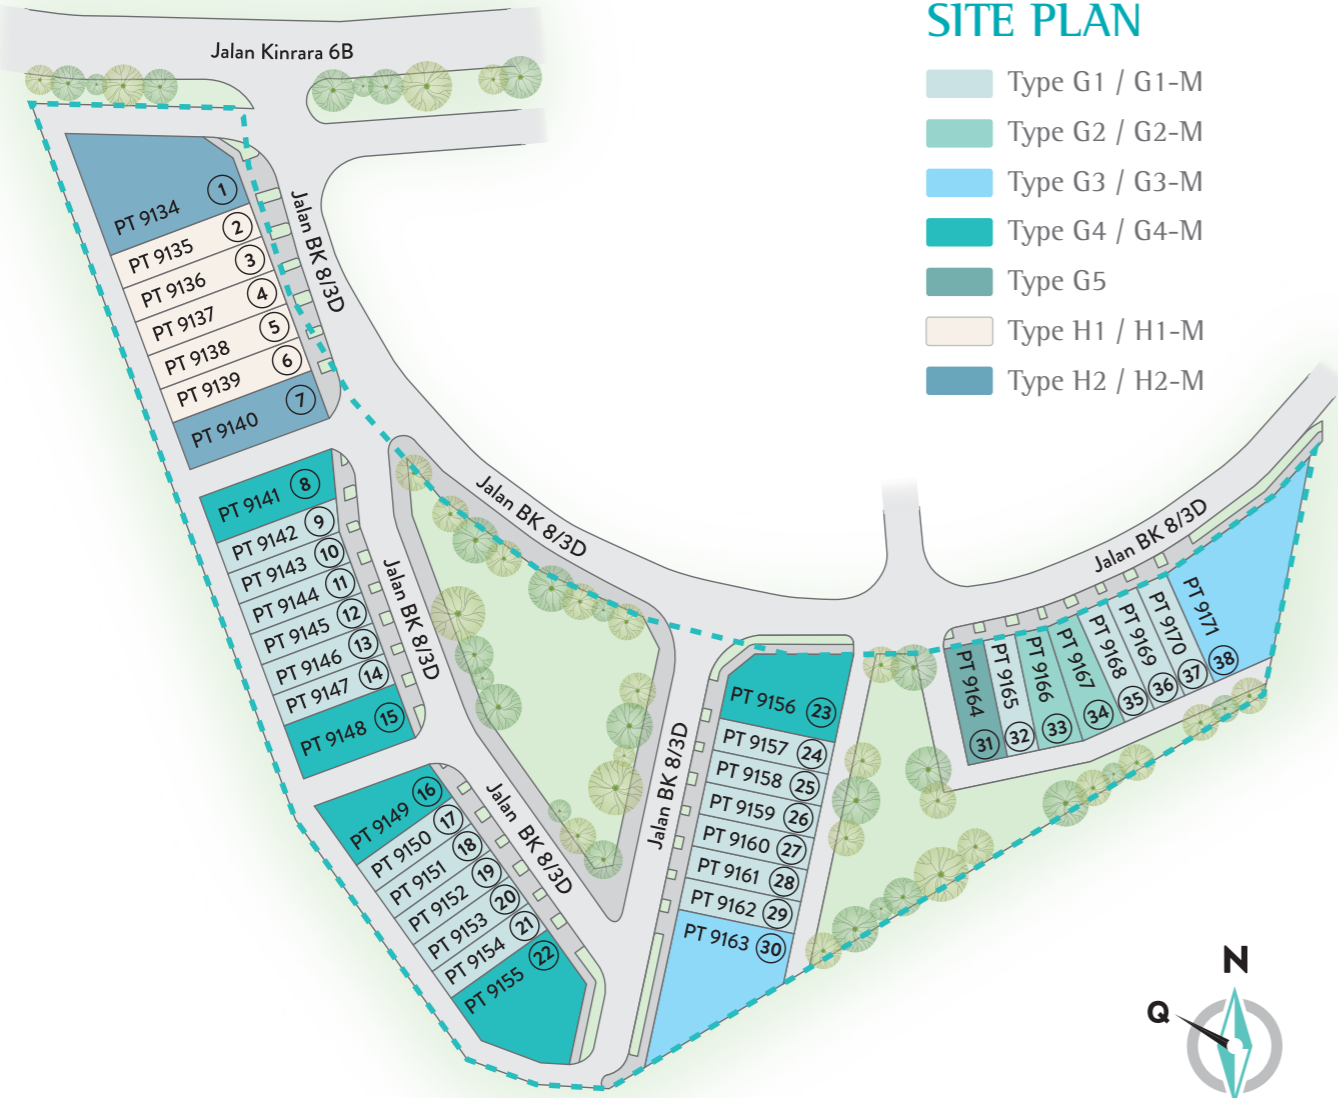 SITE PLAN
Type G1 / G1-M
Type G2 / G2-M
Type G3 / G3-M
Type G4 / G4-M
Type G5
Type H1 / H1-M
Type H2 / H2-M
Jalan Kinrara 6B
Jalan BK 8/3D
PT 9134 1
PT 9135 2
PT 9136 3
PT 9137 4
PT 9138 5
PT 9139 6
PT 9140 7
PT 9141 8
PT 9142 9
PT 9143 10
PT 9144 11
PT 9145 12
PT 9146 13
PT 9147 14
PT 9148 15
Jalan BK 8/3D
Jalan BK 8/3D
PT 9149 16
PT 9150 17
PT 9151 18
PT 9152 19
PT 9153 20
PT 9154 21
PT 9155 22
Jalan BK 8/3D
Jalan BK 8/3D
PT 9156 23
PT 9157 24
PT 9158 25
PT 9159 26
PT 9160 27
PT 9161 28
PT 9162 29
PT 9163 30
Jalan BK 8/3D
PT 9164 31
PT 9165 32
PT 9166 33
PT 9167 34
PT 9168 35
PT 9169 36
PT 9170 37
PT 9171 38
N
Q